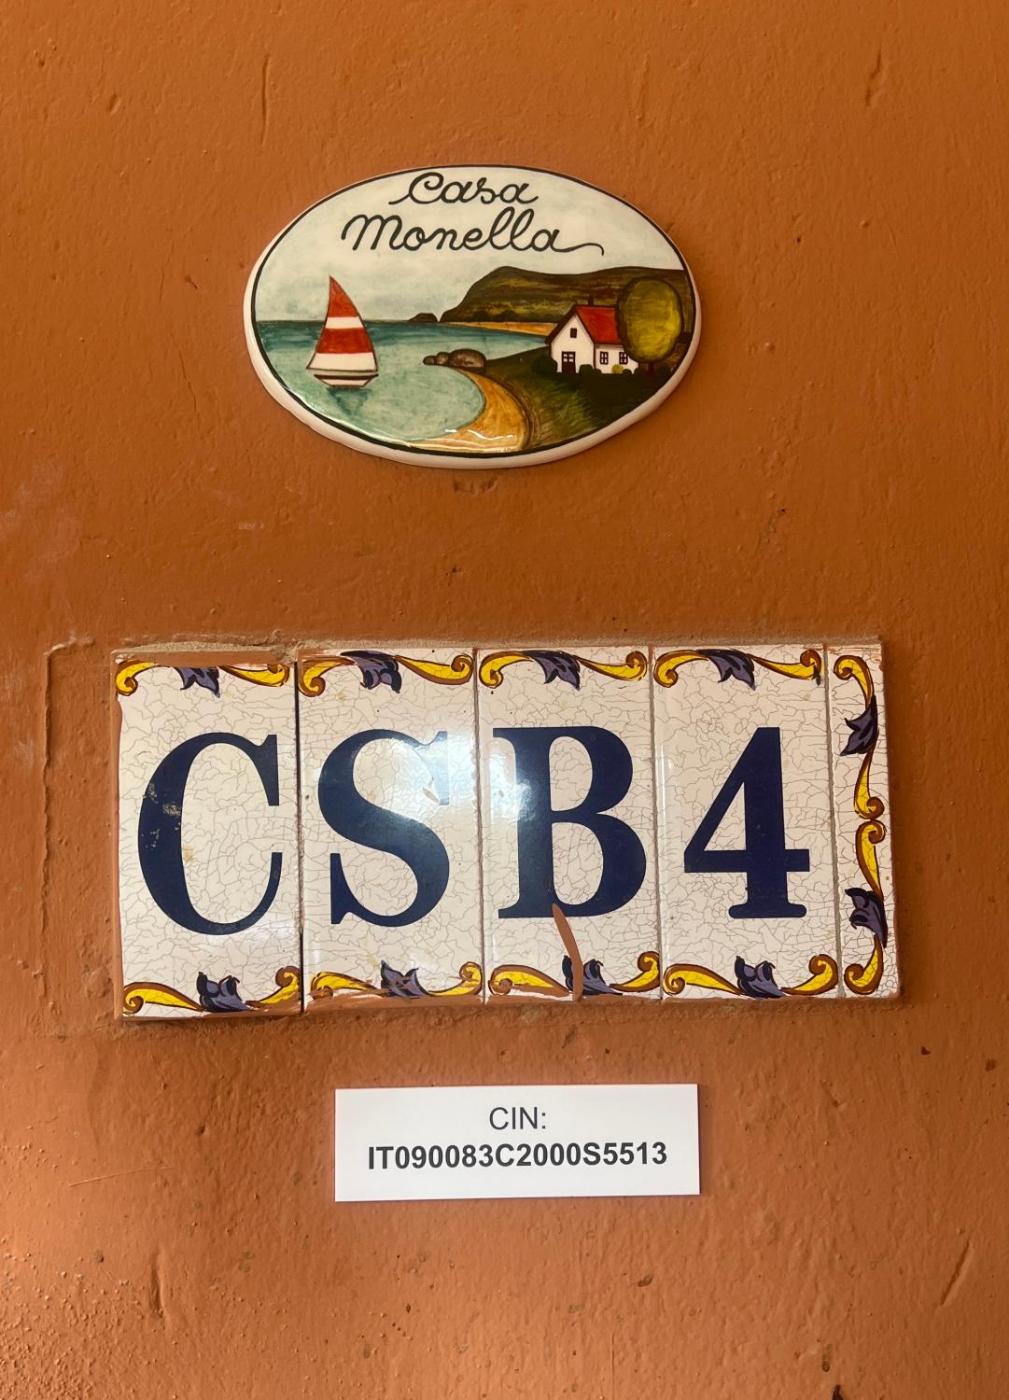 Casa
Monella
CSB4
CIN:
IT090083C2000S5513